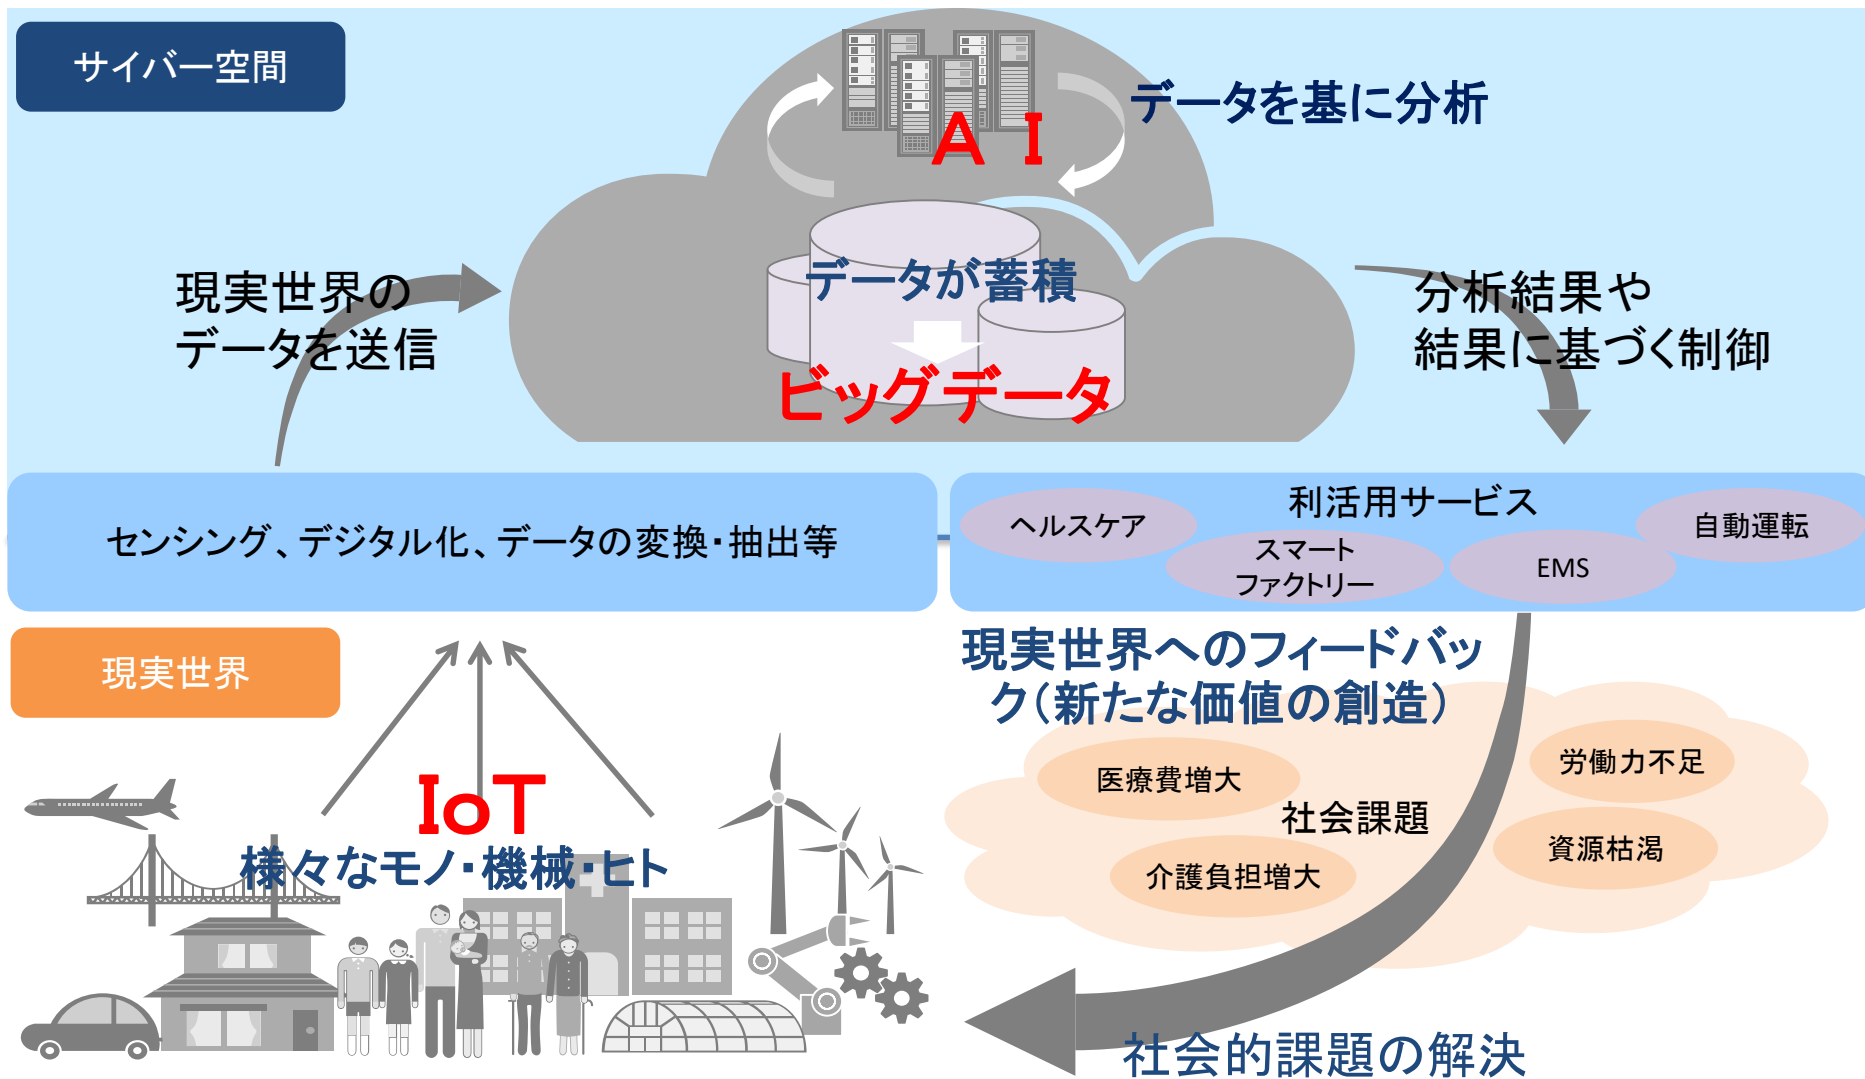 サイバー空間
データを基に分析
AI
現実世界の
データを送信
データが蓄積
ビッグデータ
分析結果や
結果に基づく制御
センシング、デジタル化、データの変換・抽出等
利活用サービス
ヘルスケア
スマート
ファクトリー
EMS
自動運転
現実世界
現実世界へのフィードバッ
ク(新たな価値の創造)
IoT
様々なモノ・機械・ヒト
医療費増大
労働力不足
社会課題
資源枯渇
介護負担増大
社会的課題の解決